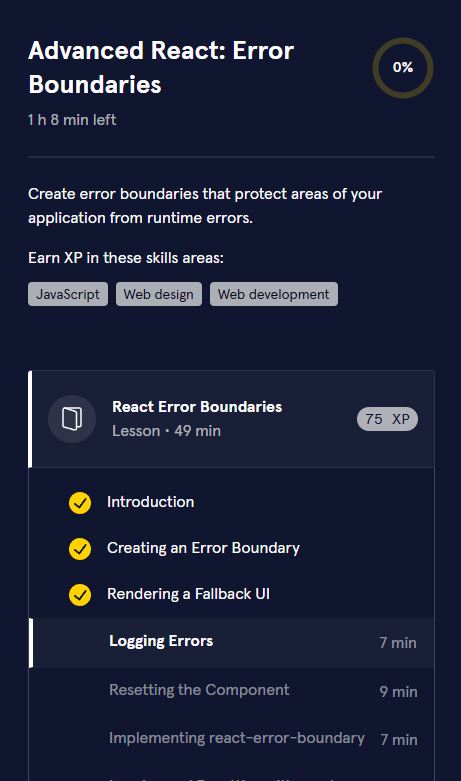 Advanced React: Error
Boundaries
0%
1 h 8 min left
Create error boundaries that protect areas of your
application from runtime errors.
Earn XP in these skills areas:
JavaScript
Web design
Web development
React Error Boundaries
75 XP
Lesson • 49 min
Introduction
Creating an Error Boundary
Rendering a Fallback UI
Logging Errors
7 min
Resetting the Component
9 min
Implementing react-error-boundary
7 min